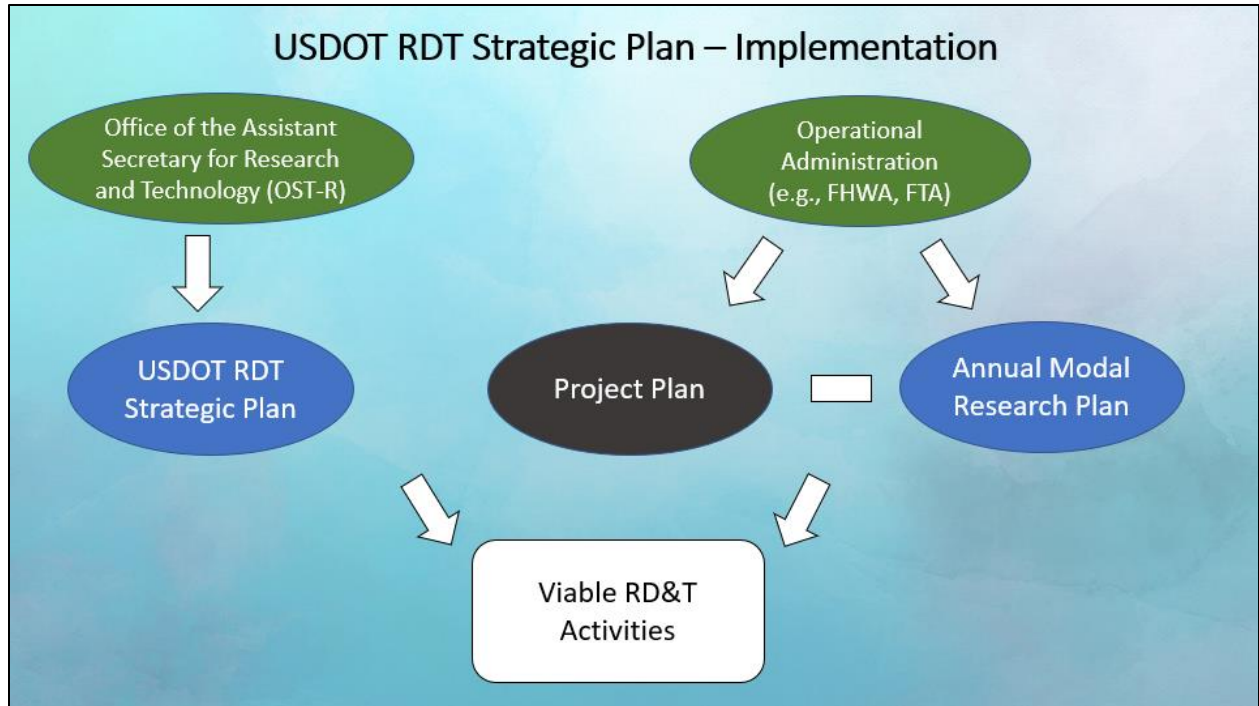 USDOT RDT Strategic Plan – Implementation
Office of the Assistant
Secretary for Research
and Technology (OST-R)
Operational
Administration
(e.g., FHWA, FTA)
USDOT RDT
Strategic Plan
Project Plan
Annual Modal
Research Plan
Viable RD&T
Activities